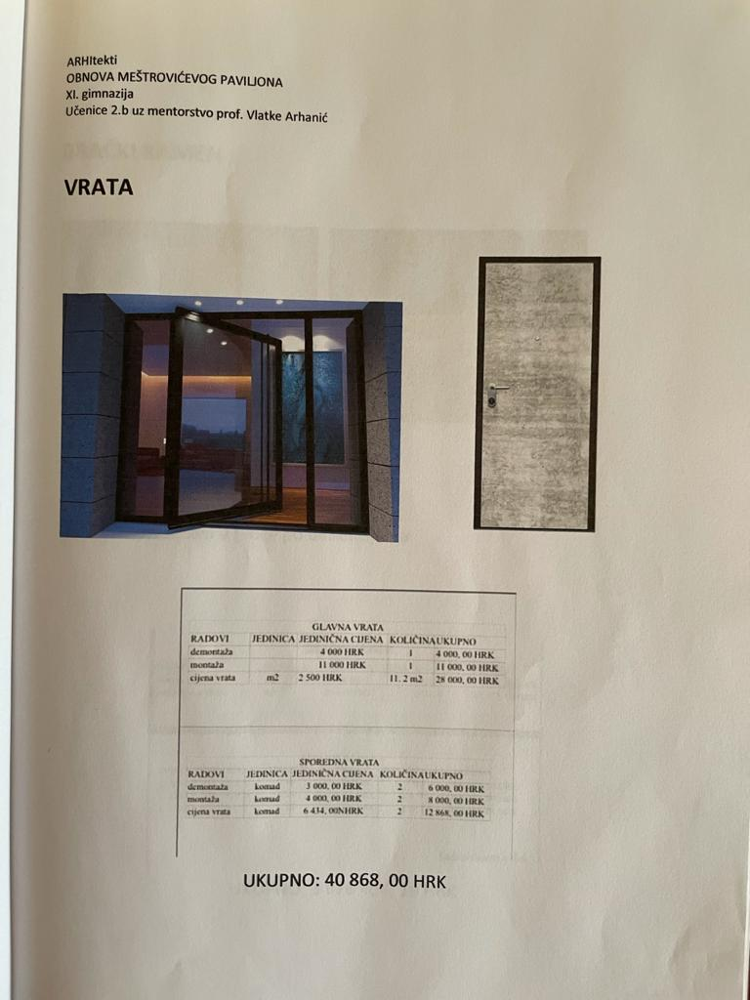 ARHItekti
OBNOVA MEŠTROVIĆEVOG PAVILJONA
XI. gimnazija
Učenice 2.b uz mentorstvo prof. Vlatke Arhanić
VRATA
GLAVNA VRATA
RADOVI JEDINICA JEDINIČNA CIJENA KOLIČINA UKUPNO
demontaža 4 000 HRK 1 4 000, 00 HRK
montaža 11 000 HRK 1 11 000, 00 HRK
cijena vrata m2 2 500 HRK 11. 2 m2 28 000, 00 HRK
SPOREDNA VRATA
RADOVI JEDINICA JEDINIČNA CIJENA KOLIČINA UKUPNO
demontaža komad 3 000, 00 HRK 2 6 000, 00 HRK
montaža komad 4 000, 00 HRK 2 8 000, 00 HRK
cijena vrata komad 6 434, 00NHRK 2 12 868, 00 HRK
UKUPNO: 40 868, 00 HRK